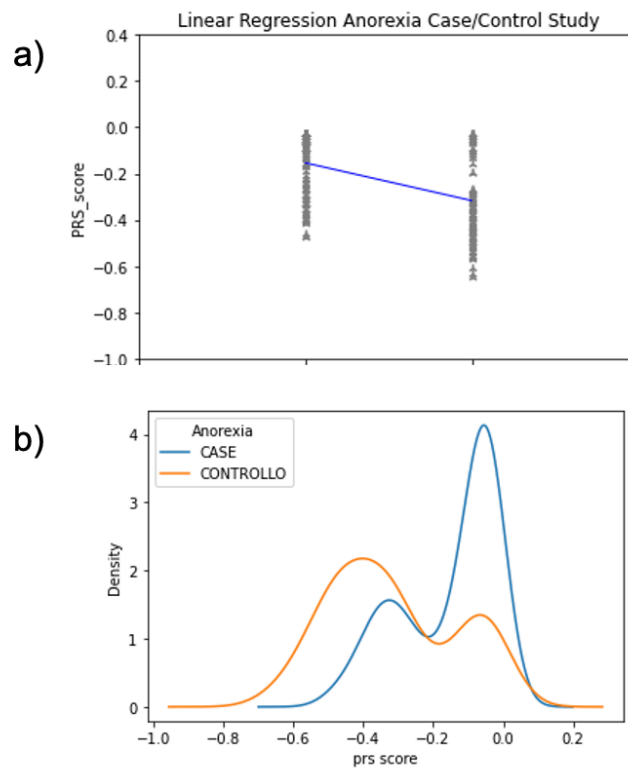 a)
Linear Regression Anorexia Case/Control Study
0.4
0.2
0.0
−0.2
−0.4
−0.6
−0.8
−1.0
PRS_score
b)
Anorexia
CASE
CONTROLLO
4
3
2
1
0
Density
−1.0 −0.8 −0.6 −0.4 −0.2 0.0 0.2
prs score